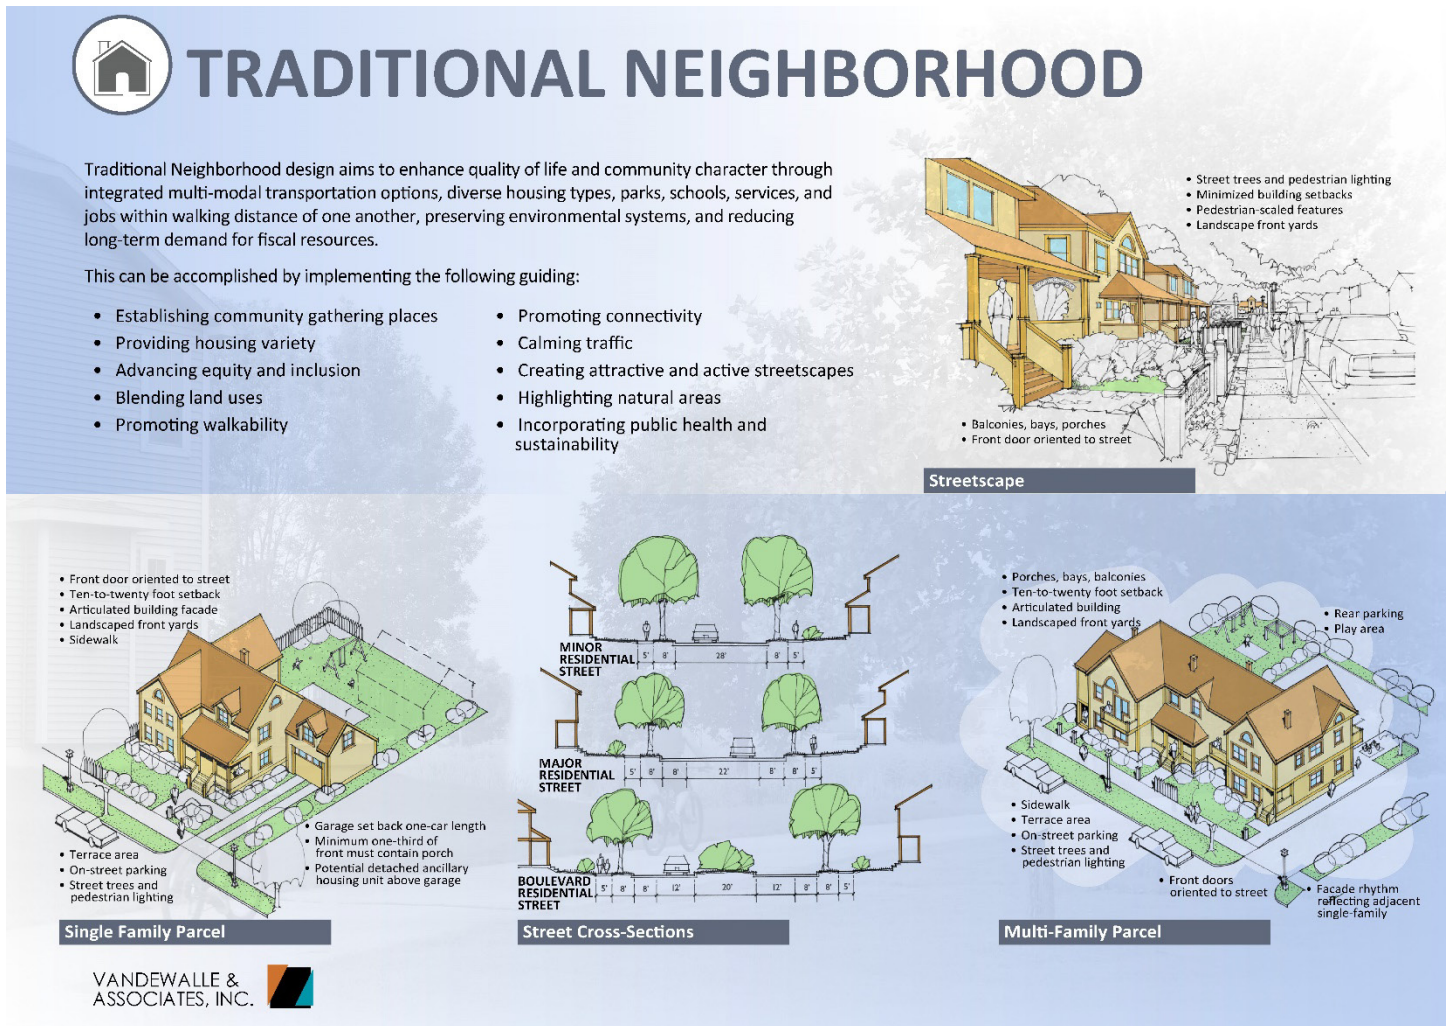 TRADITIONAL NEIGHBORHOOD
Traditional Neighborhood design aims to enhance quality of life and community character through
integrated multi-modal transportation options, diverse housing types, parks, schools, services, and
jobs within walking distance of one another, preserving environmental systems, and reducing
long-term demand for fiscal resources.
This can be accomplished by implementing the following guiding:
• Establishing community gathering places
• Providing housing variety
• Advancing equity and inclusion
• Blending land uses
• Promoting walkability
• Promoting connectivity
• Calming traffic
• Creating attractive and active streetscapes
• Highlighting natural areas
• Incorporating public health and
sustainability
• Street trees and pedestrian lighting
• Minimized building setbacks
• Pedestrian-scaled features
• Landscape front yards
• Balconies, bays, porches
• Front door oriented to street
Streetscape
• Front door oriented to street
• Ten-to-twenty foot setback
• Articulated building facade
• Landscaped front yards
• Sidewalk
• Garage set back one-car length
• Minimum one-third of
front must contain porch
• Potential detached ancillary
housing unit above garage
• Terrace area
• On-street parking
• Street trees and
pedestrian lighting
Single Family Parcel
MINOR
RESIDENTIAL
STREET
5' 8' 28' 8' 5'
MAJOR
RESIDENTIAL
STREET
5' 8' 8' 22' 8' 8' 5'
BOULEVARD
RESIDENTIAL
STREET
5' 8' 8' 12' 20' 12' 8' 8' 5'
Street Cross-Sections
• Porches, bays, balconies
• Ten-to-twenty foot setback
• Articulated building
• Landscaped front yards
• Rear parking
• Play area
• Sidewalk
• Terrace area
• On-street parking
• Street trees and
pedestrian lighting
• Front doors
oriented to street
• Facade rhythm
reflecting adjacent
single-family
Multi-Family Parcel
VANDEWALLE &
ASSOCIATES, INC.